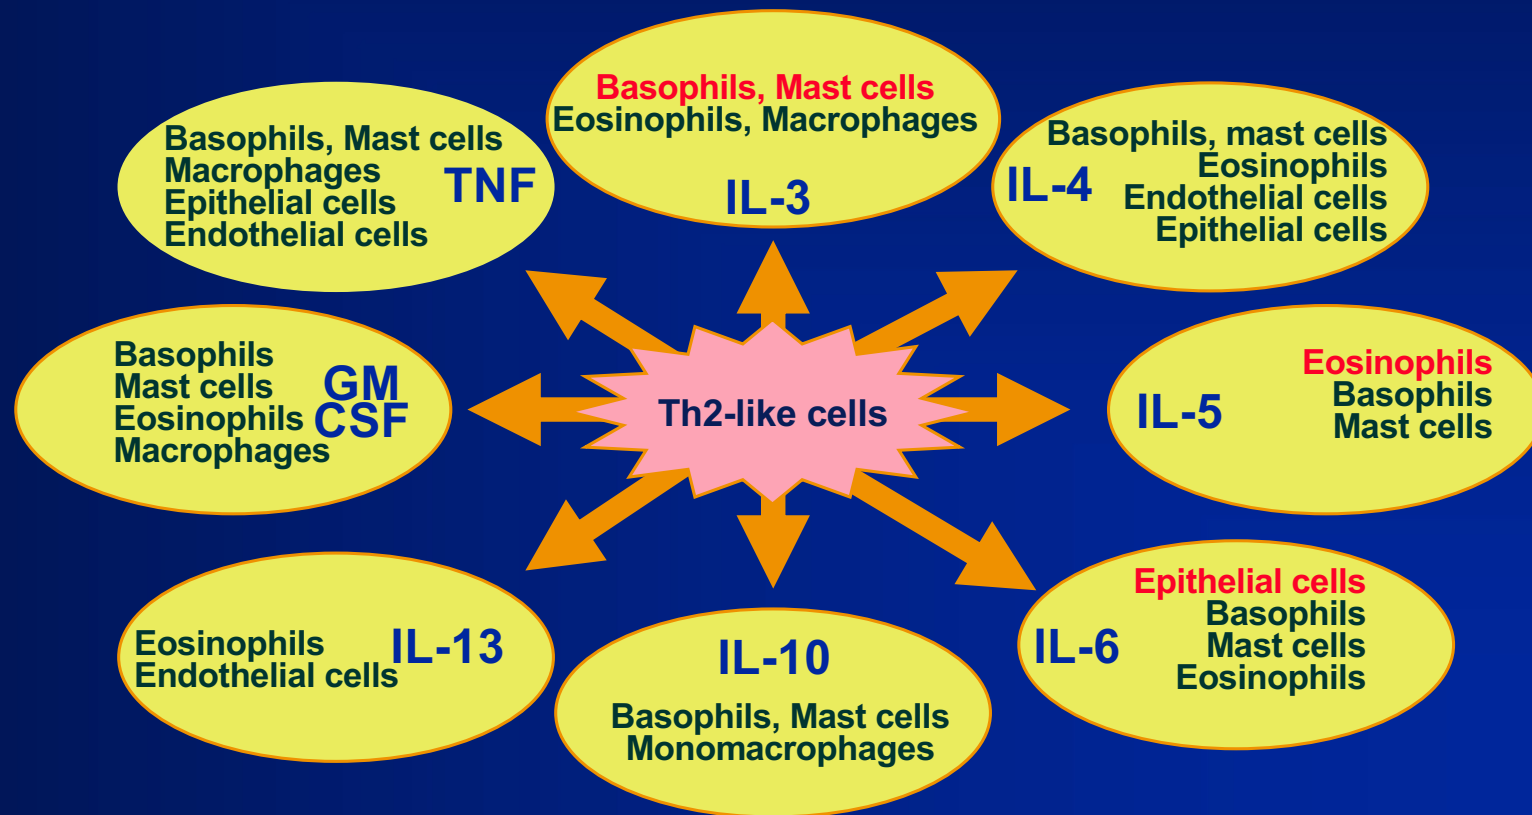 Basophils, Mast cells
Eosinophils, Macrophages
IL-3
Basophils, Mast cells
Macrophages
Epithelial cells
Endothelial cells
TNF
Basophils, mast cells
Eosinophils
Endothelial cells
Epithelial cells
IL-4
Basophils
Mast cells
Eosinophils
Macrophages
GM
CSF
Th2-like cells
IL-5
Eosinophils
Basophils
Mast cells
Eosinophils
Endothelial cells
IL-13
IL-10
Basophils, Mast cells
Monomacrophages
IL-6
Epithelial cells
Basophils
Mast cells
Eosinophils